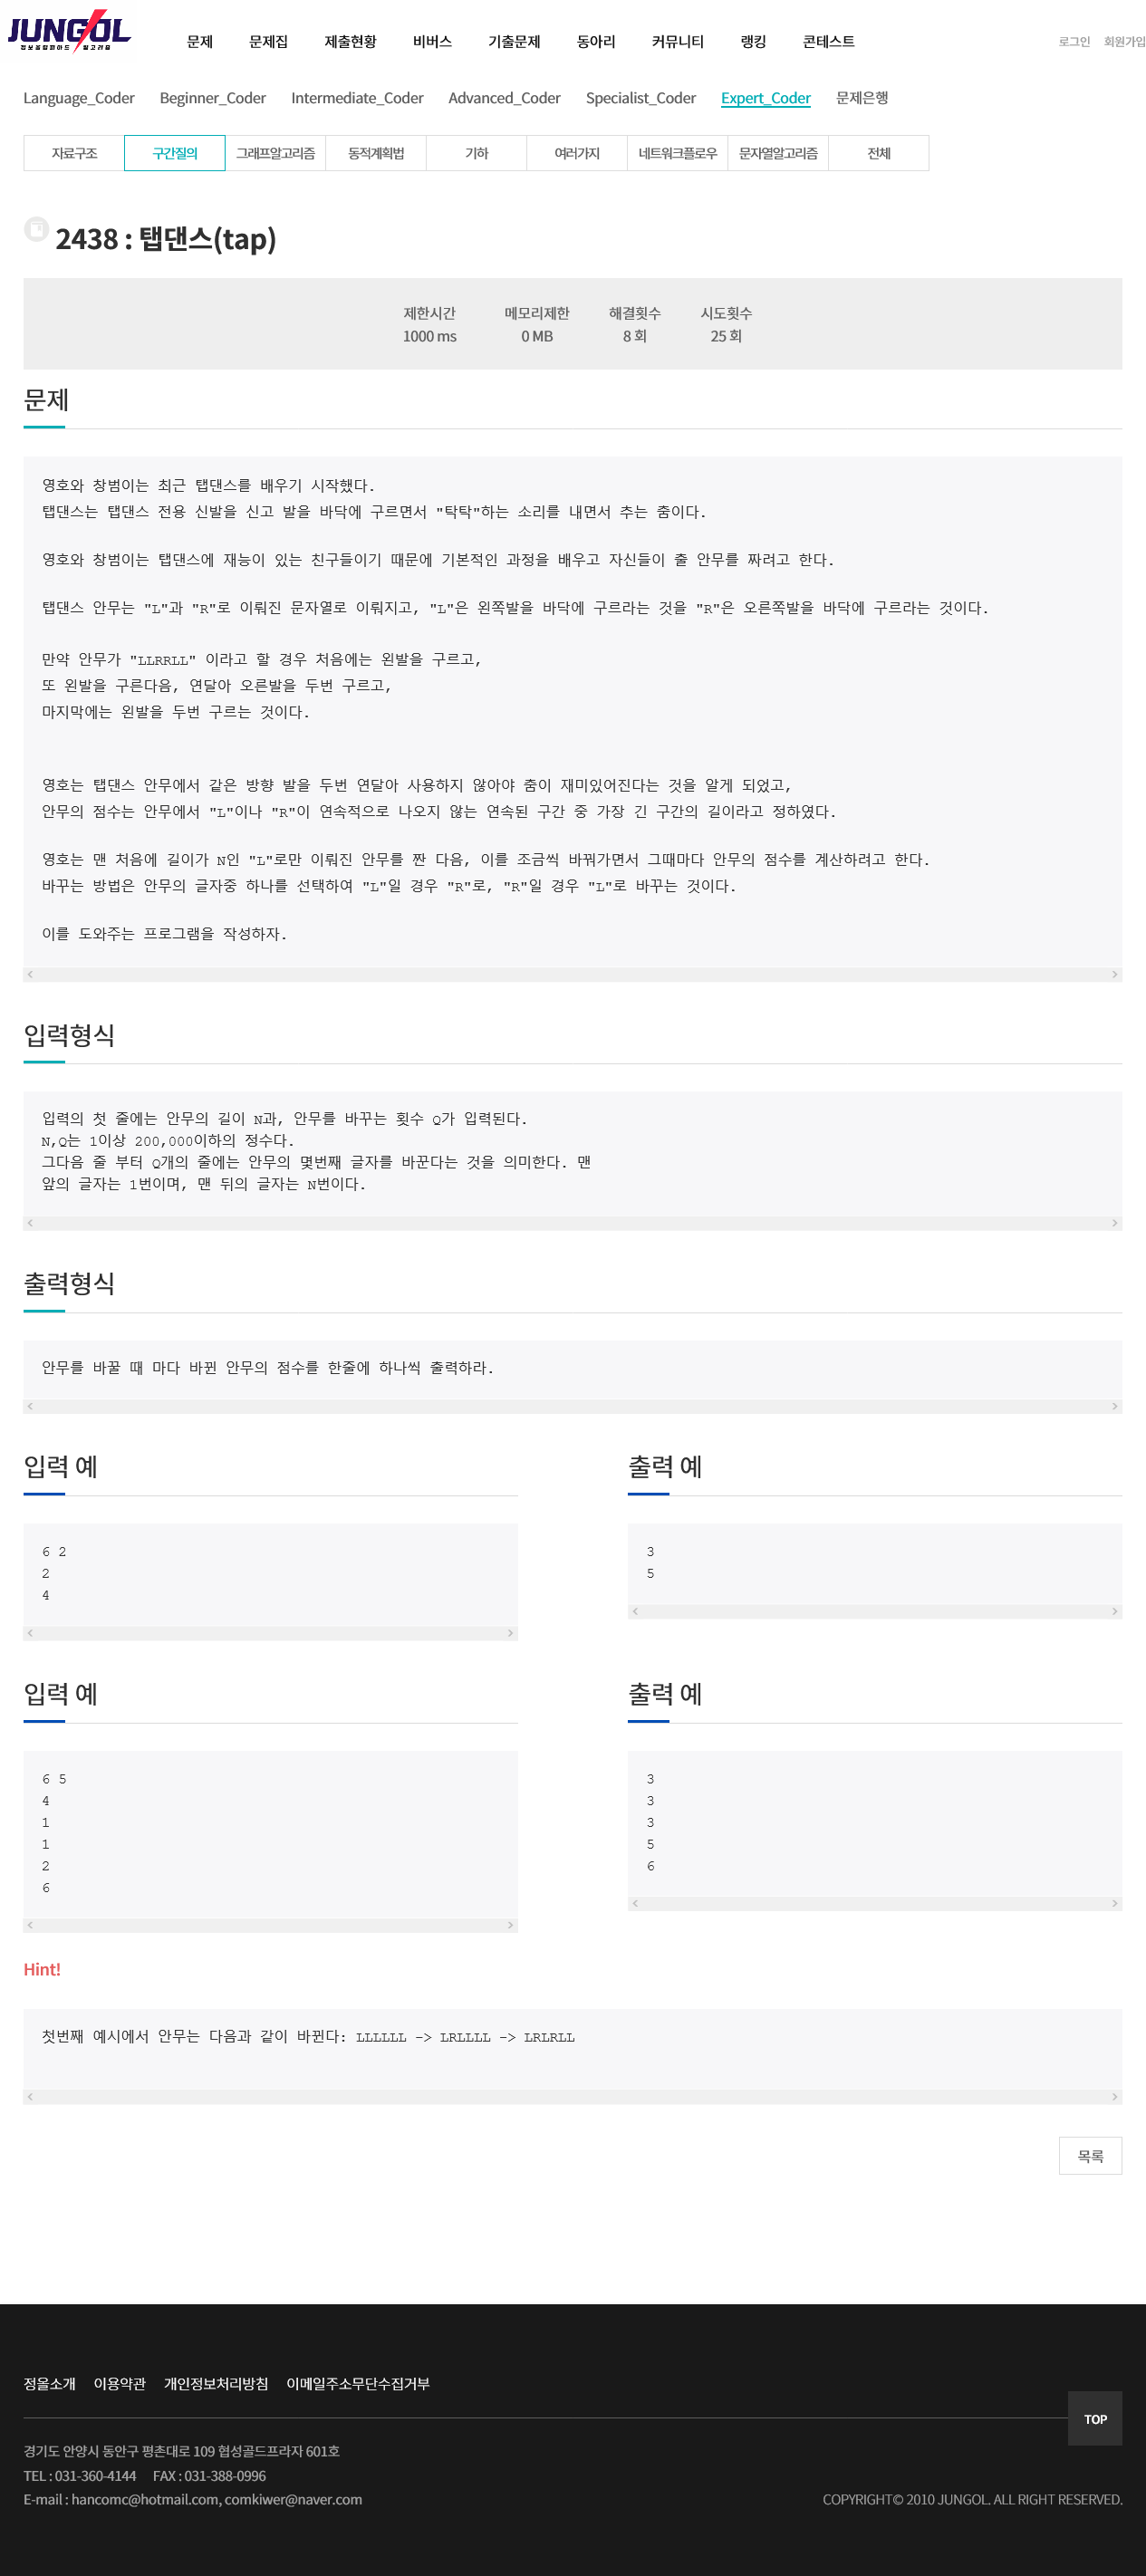 JUNGOL
정보올림피아드 알고리즘
문제 문제집 제출현황 비버스 기출문제 동아리 커뮤니티 랭킹 콘테스트 로그인 회원가입
Language_Coder Beginner_Coder Intermediate_Coder Advanced_Coder Specialist_Coder Expert_Coder 문제은행
자료구조 구간질의 그래프알고리즘 동적계획법 기하 여러가지 네트워크플로우 문자열알고리즘 전체
2438 : 탭댄스(tap)
제한시간 메모리제한 해결횟수 시도횟수
1000 ms 0 MB 8 회 25 회
문제
영호와 창범이는 최근 탭댄스를 배우기 시작했다.
탭댄스는 탭댄스 전용 신발을 신고 발을 바닥에 구르면서 "탁탁"하는 소리를 내면서 추는 춤이다.
영호와 창범이는 탭댄스에 재능이 있는 친구들이기 때문에 기본적인 과정을 배우고 자신들이 출 안무를 짜려고 한다.
탭댄스 안무는 "L"과 "R"로 이뤄진 문자열로 이뤄지고, "L"은 왼쪽발을 바닥에 구르라는 것을 "R"은 오른쪽발을 바닥에 구르라는 것이다.
만약 안무가 "LLRRLL" 이라고 할 경우 처음에는 왼발을 구르고,
또 왼발을 구른다음, 연달아 오른발을 두번 구르고,
마지막에는 왼발을 두번 구르는 것이다.
영호는 탭댄스 안무에서 같은 방향 발을 두번 연달아 사용하지 않아야 춤이 재미있어진다는 것을 알게 되었고,
안무의 점수는 안무에서 "L"이나 "R"이 연속적으로 나오지 않는 연속된 구간 중 가장 긴 구간의 길이라고 정하였다.
영호는 맨 처음에 길이가 N인 "L"로만 이뤄진 안무를 짠 다음, 이를 조금씩 바꿔가면서 그때마다 안무의 점수를 계산하려고 한다.
바꾸는 방법은 안무의 글자중 하나를 선택하여 "L"일 경우 "R"로, "R"일 경우 "L"로 바꾸는 것이다.
이를 도와주는 프로그램을 작성하자.
입력형식
입력의 첫 줄에는 안무의 길이 N과, 안무를 바꾸는 횟수 Q가 입력된다.
N,Q는 1이상 200,000이하의 정수다.
그다음 줄 부터 Q개의 줄에는 안무의 몇번째 글자를 바꾼다는 것을 의미한다. 맨
앞의 글자는 1번이며, 맨 뒤의 글자는 N번이다.
출력형식
안무를 바꿀 때 마다 바뀐 안무의 점수를 한줄에 하나씩 출력하라.
입력 예
6 2
2
4
출력 예
3
5
입력 예
6 5
4
1
1
2
6
출력 예
3
3
3
5
6
Hint!
첫번째 예시에서 안무는 다음과 같이 바뀐다: LLLLLL -> LRLLLL -> LRLRLL
목록
정올소개 이용약관 개인정보처리방침 이메일주소무단수집거부
TOP
경기도 안양시 동안구 평촌대로 109 협성골드프라자 601호
TEL : 031-360-4144 FAX : 031-388-0996
E-mail : hancomc@hotmail.com, comkiwer@naver.com
COPYRIGHT© 2010 JUNGOL. ALL RIGHT RESERVED.